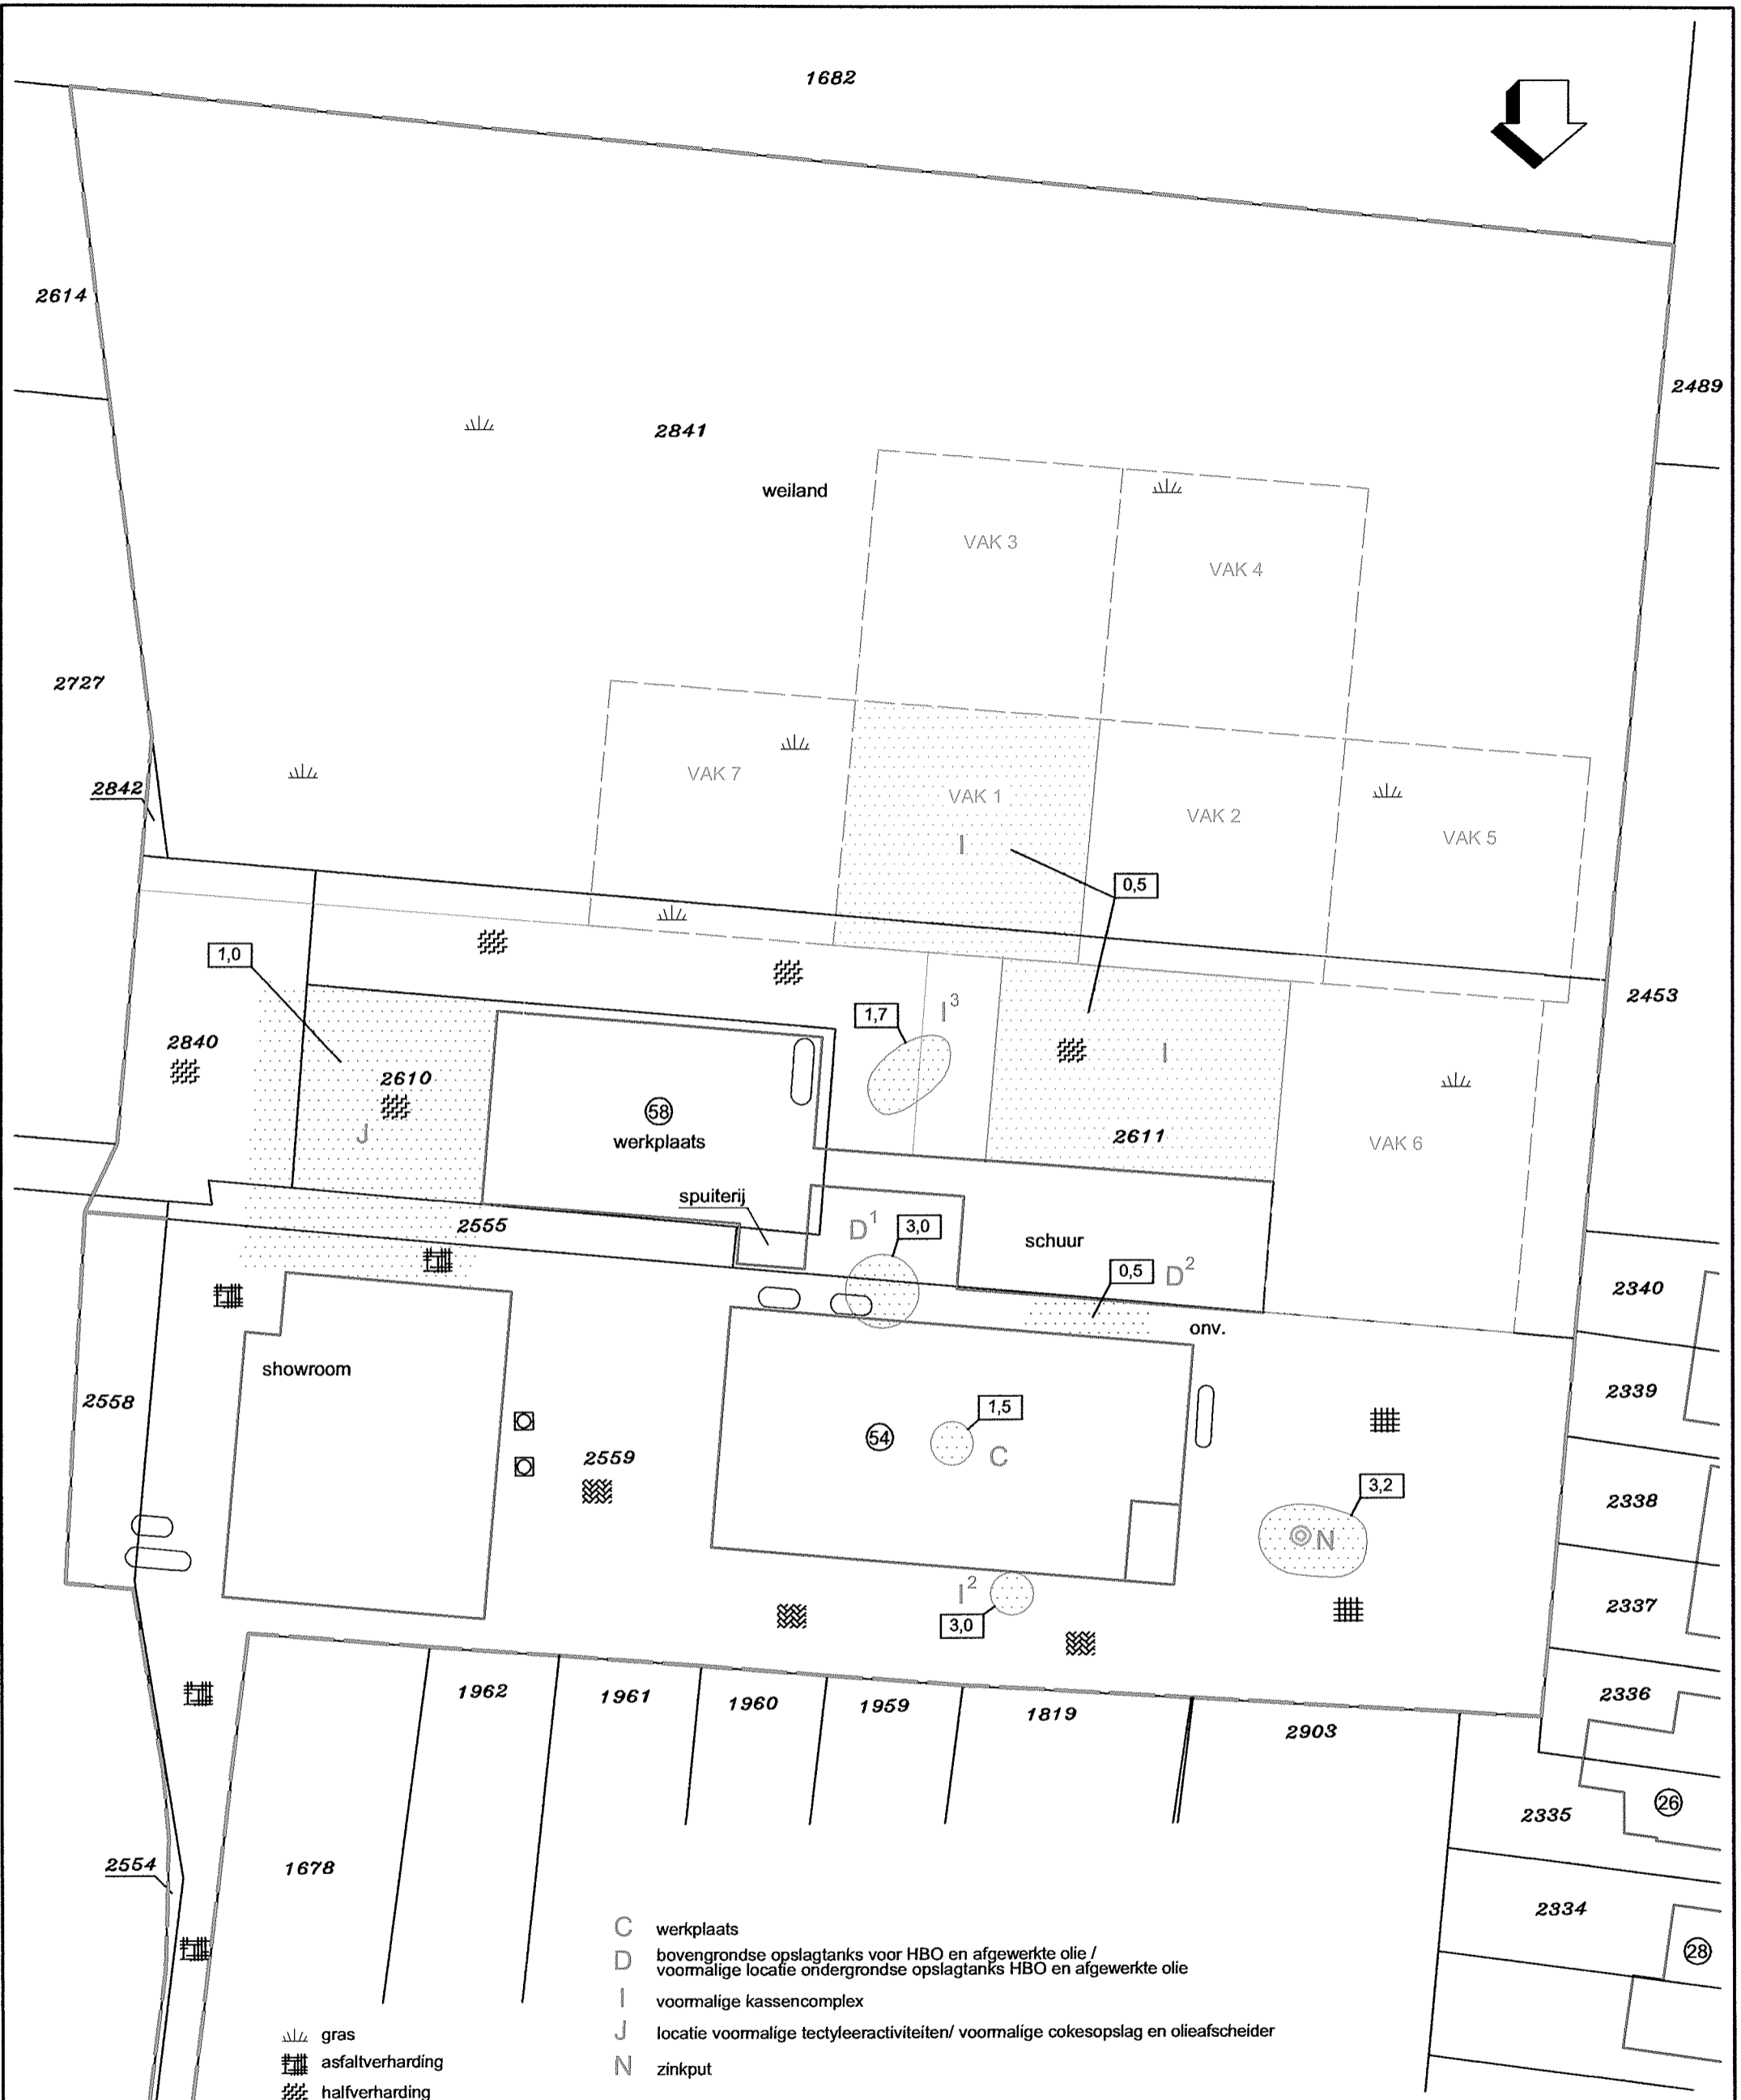 1682
2614
2489
2841
weiland
VAK 3
VAK 4
2727
VAK 7
2842
VAK 1
VAK 2
VAK 5
I
0,5
1,0
2453
I³
1,7
2840
I
2610
58
J
werkplaats
2611
VAK 6
spuiterij
2555
D¹
3,0
schuur
0,5
D²
2340
onv.
showroom
2558
2339
1,5
54
C
2559
3,2
2338
N
I²
3,0
2337
1962
1961
1960
1959
1819
2903
2336
26
2335
2554
1678
2334
28
C werkplaats
D bovengrondse opslagtanks voor HBO en afgewerkte olie /
voormalige locatie ondergrondse opslagtanks HBO en afgewerkte olie
I voormalige kassencomplex
J locatie voormalige tectyleeractiviteiten/ voormalige cokesopslag en olieafscheider
N zinkput
gras
asfaltverharding
halfverharding